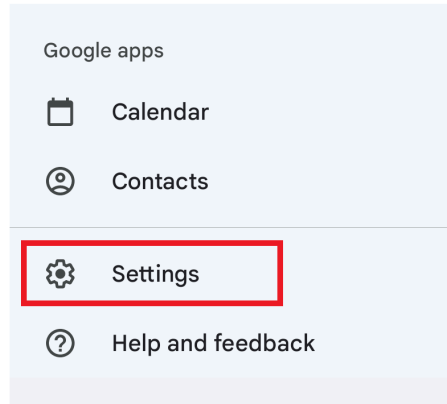 Google apps
Calendar
Contacts
Settings
Help and feedback